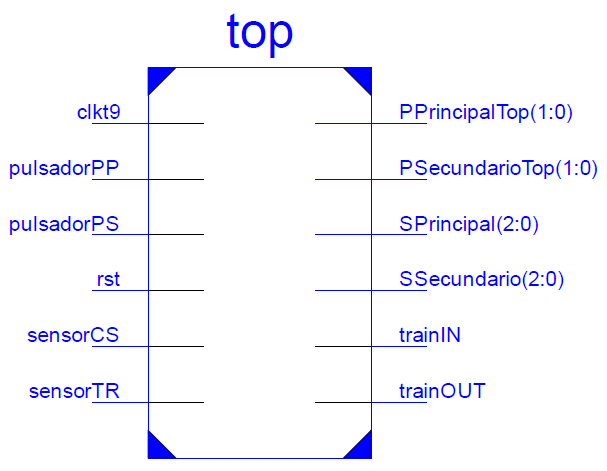 top
clkt9
PPrincipalTop(1:0)
pulsadorPP
PSecundarioTop(1:0)
pulsadorPS
SPrincipal(2:0)
rst
SSecundario(2:0)
sensorCS
trainIN
sensorTR
trainOUT